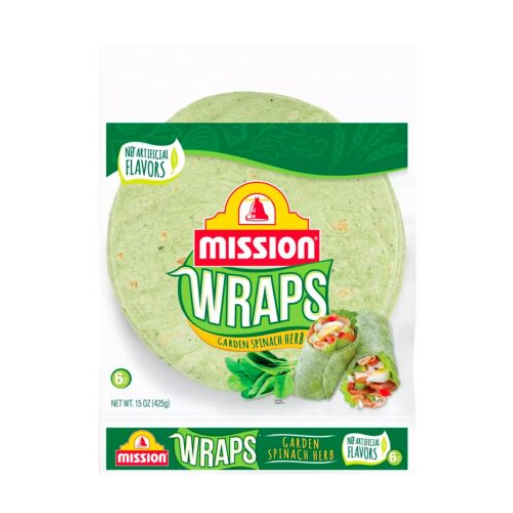 NO ARTIFICIAL
FLAVORS
MISSION®
WRAPS
GARDEN SPINACH HERB
6
NET WT. 15 OZ (425g)
MISSION
WRAPS
GARDEN
SPINACH HERB
NO ARTIFICIAL
FLAVORS
6